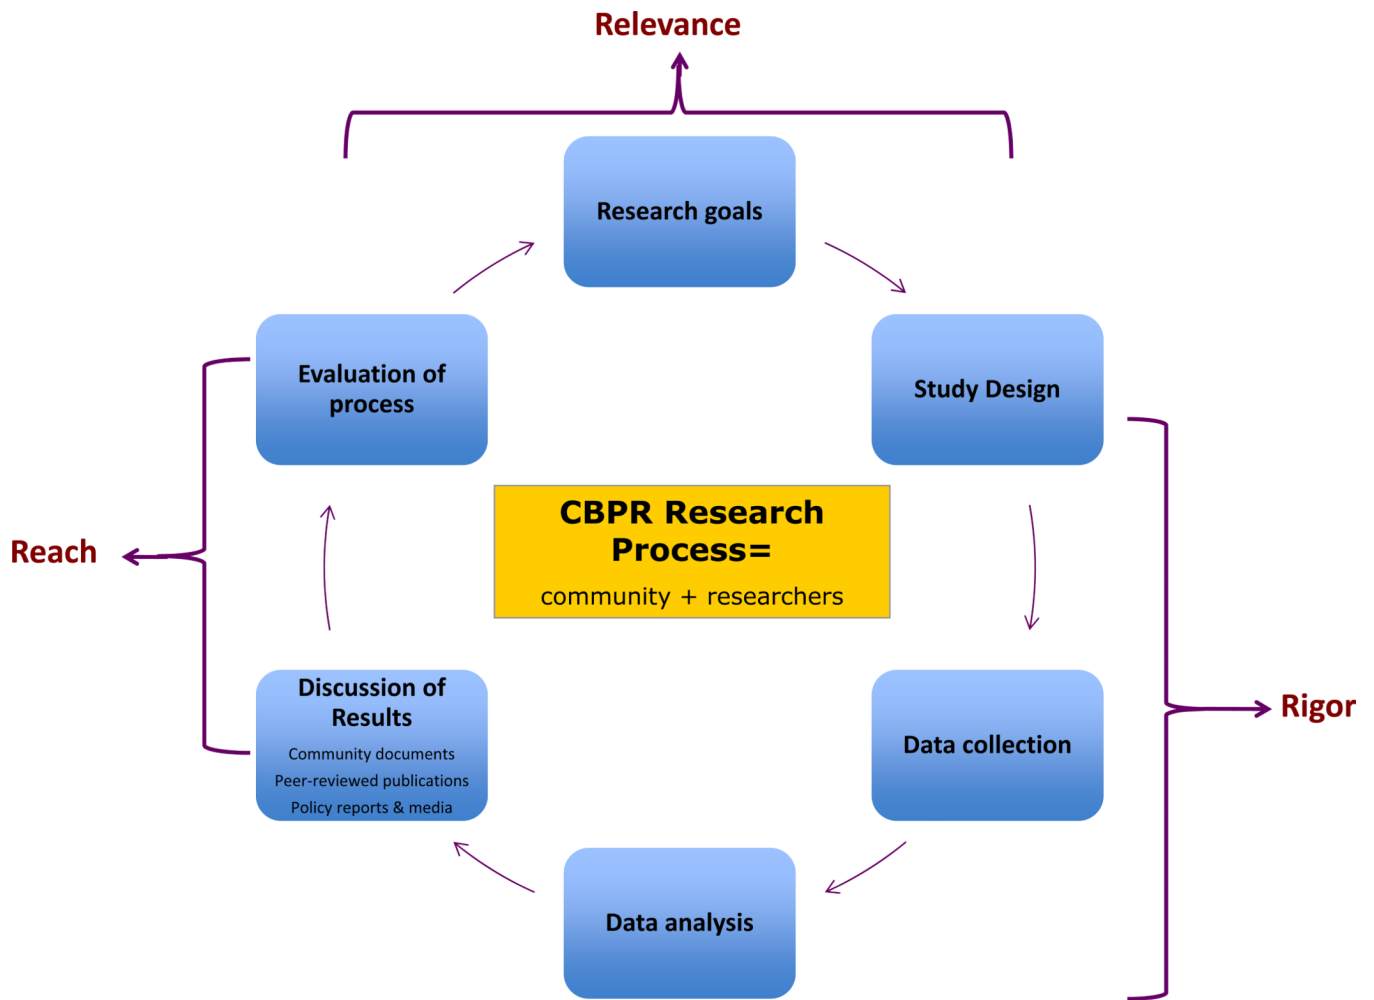 Relevance
Research goals
Evaluation of
process
Study Design
CBPR Research
Process=
community + researchers
Reach
Rigor
Discussion of
Results
Community documents
Peer-reviewed publications
Policy reports & media
Data collection
Data analysis